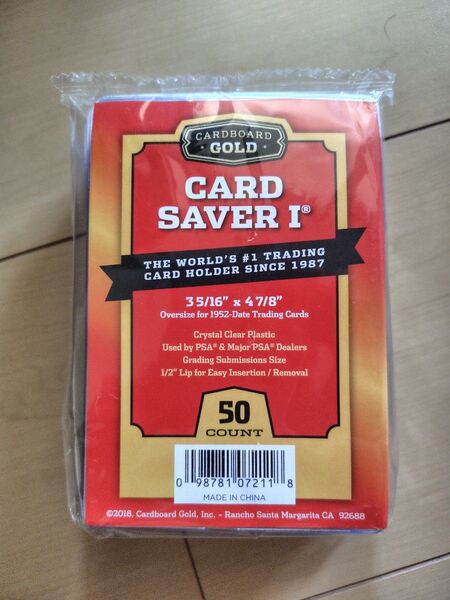 CARDBOARD
GOLD
CARD
SAVER I®
THE WORLD'S #1 TRADING
CARD HOLDER SINCE 1987
3 5/16" x 4 7/8"
Oversize for 1952-Date Trading Cards
Crystal Clear Plastic
Used by PSA® & Major PSA® Dealers
Grading Submissions Size
1/2" Lip for Easy Insertion / Removal
50
COUNT
0 98781 07211 8
MADE IN CHINA
©2018, Cardboard Gold, Inc. - Rancho Santa Margarita CA 92688